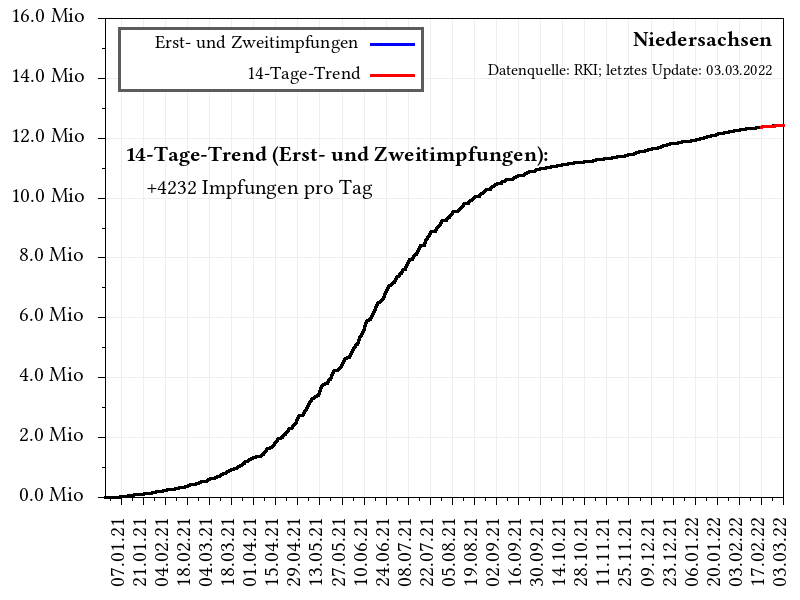 16.0 Mio
14.0 Mio
12.0 Mio
10.0 Mio
8.0 Mio
6.0 Mio
4.0 Mio
2.0 Mio
0.0 Mio
Erst- und Zweitimpfungen
14-Tage-Trend
Niedersachsen
Datenquelle: RKI; letztes Update: 03.03.2022
14-Tage-Trend (Erst- und Zweitimpfungen):
+4232 Impfungen pro Tag
07.01.21
21.01.21
04.02.21
18.02.21
04.03.21
18.03.21
01.04.21
15.04.21
29.04.21
13.05.21
27.05.21
10.06.21
24.06.21
08.07.21
22.07.21
05.08.21
19.08.21
02.09.21
16.09.21
30.09.21
14.10.21
28.10.21
11.11.21
25.11.21
09.12.21
23.12.21
06.01.22
20.01.22
03.02.22
17.02.22
03.03.22